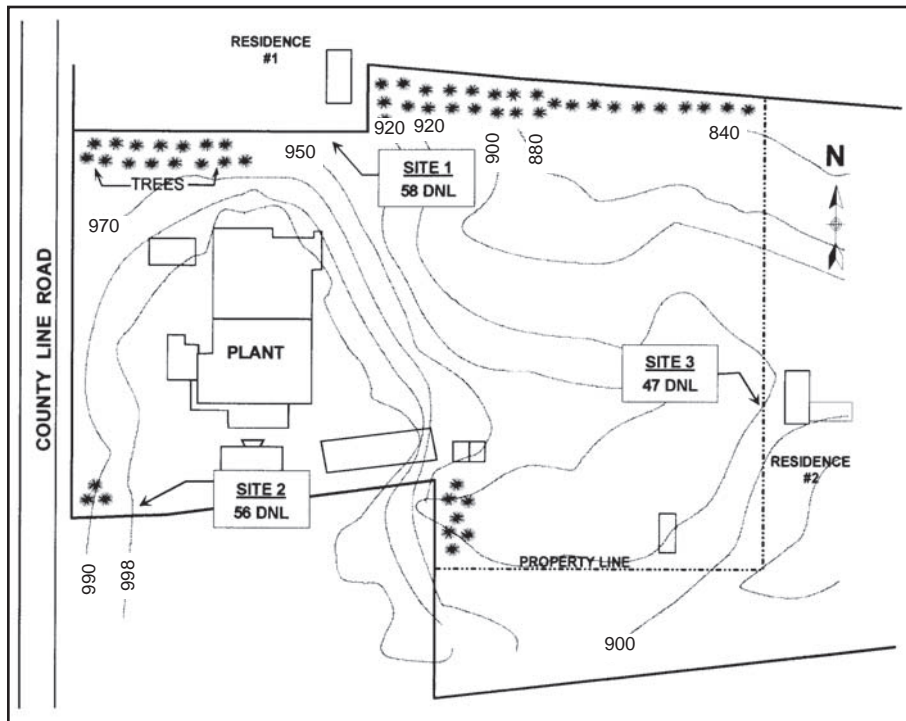 RESIDENCE
#1
920 920
900
880
840
950
SITE 1
58 DNL
N
TREES
970
COUNTY LINE ROAD
PLANT
SITE 3
47 DNL
RESIDENCE
#2
SITE 2
56 DNL
PROPERTY LINE
990
998
900